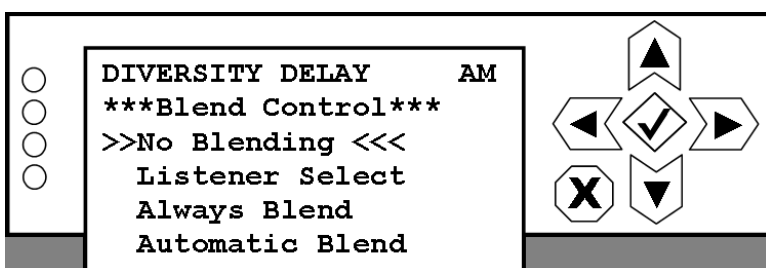 DIVERSITY DELAY AM
***Blend Control***
>>No Blending <<<
Listener Select
Always Blend
Automatic Blend
X